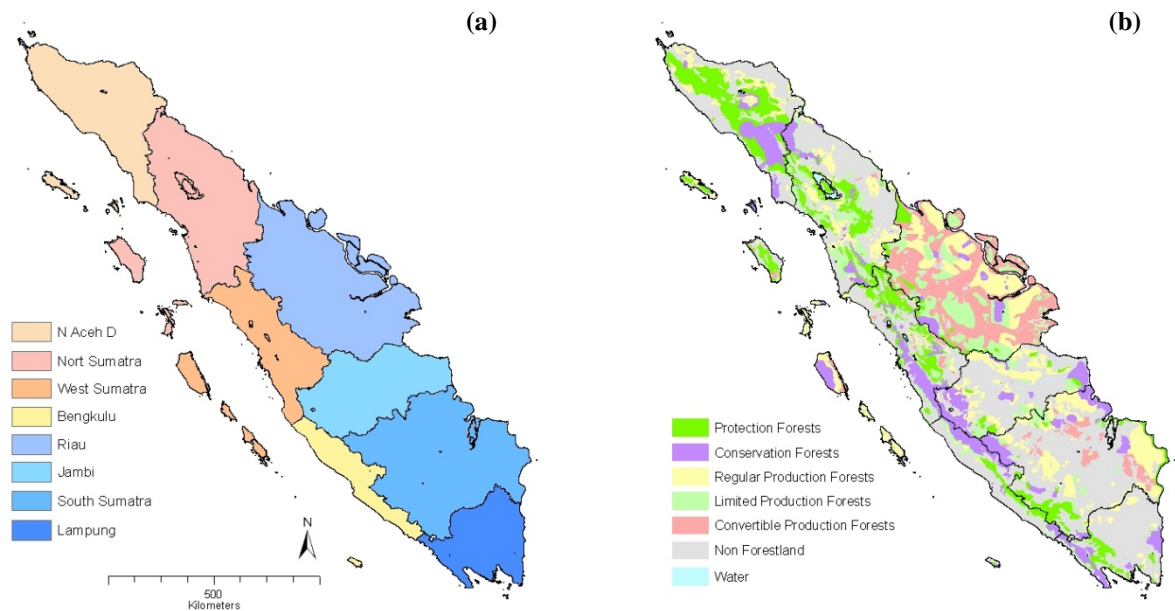 (a)
N Aceh D
Nort Sumatra
West Sumatra
Bengkulu
Riau
Jambi
South Sumatra
Lampung
N
500
Kilometers
(b)
Protection Forests
Conservation Forests
Regular Production Forests
Limited Production Forests
Convertible Production Forests
Non Forestland
Water